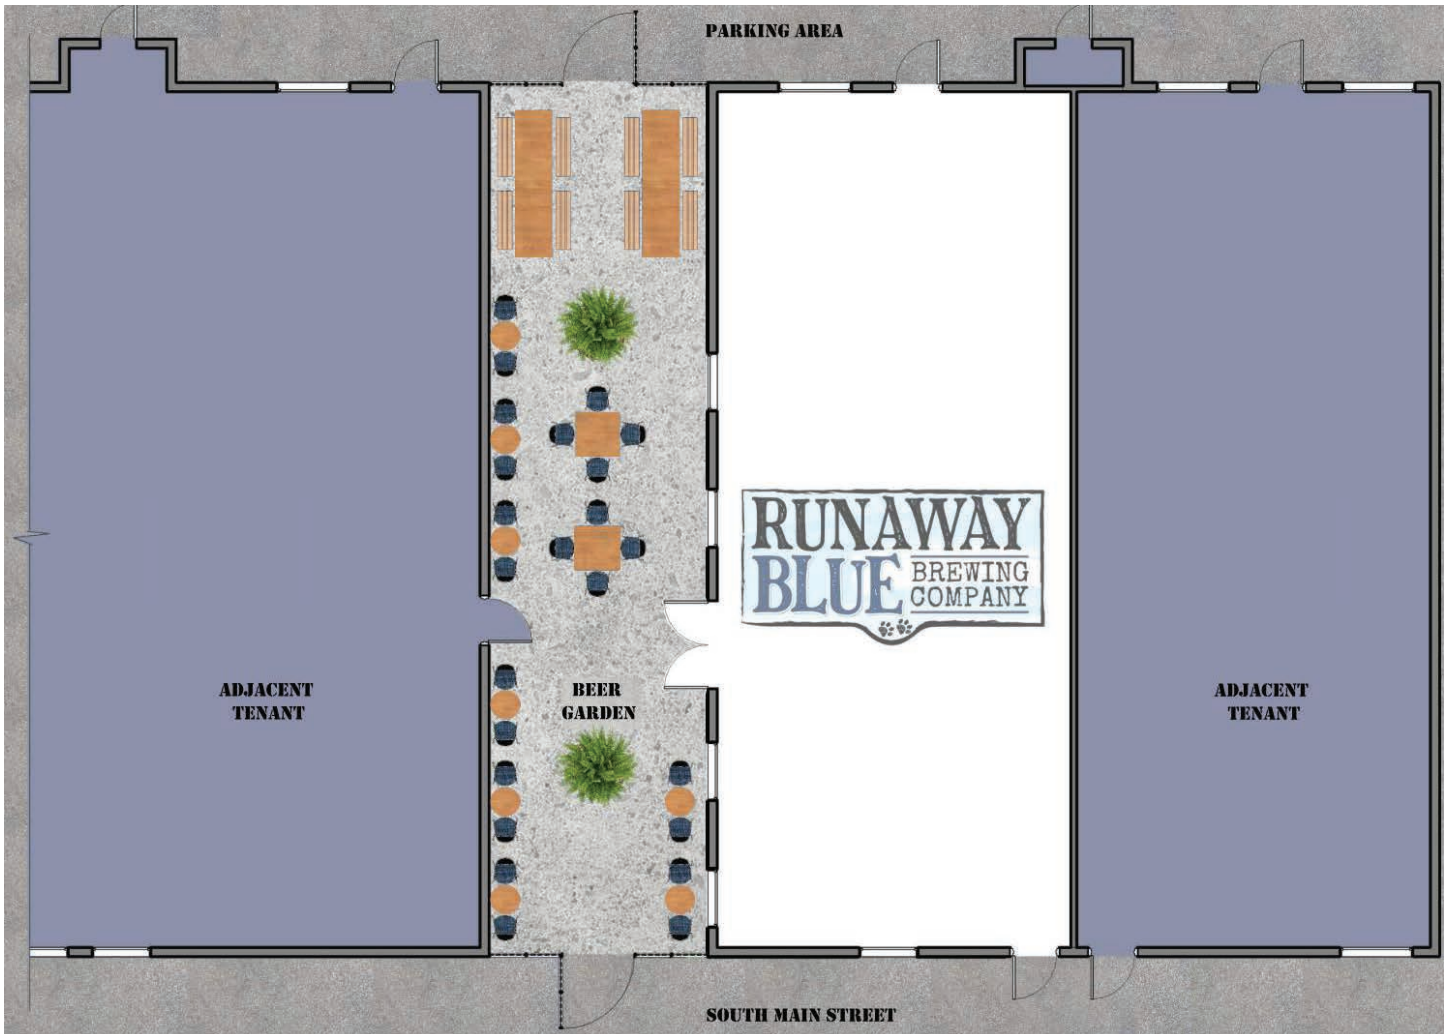 PARKING AREA
RUNAWAY
BLUE
BREWING
COMPANY
ADJACENT
TENANT
BEER
GARDEN
ADJACENT
TENANT
SOUTH MAIN STREET